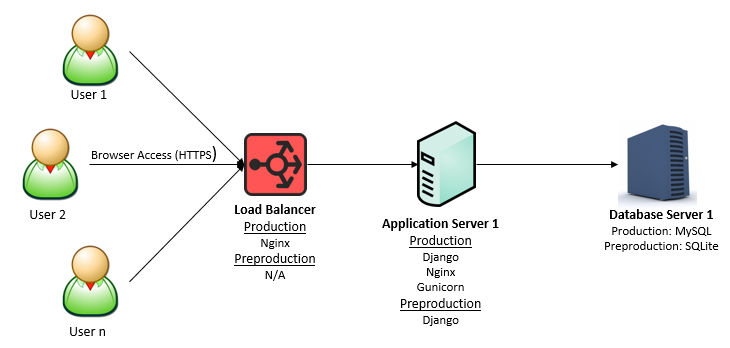 User 1
Browser Access (HTTPS)
User 2
User n
Load Balancer
Production
Nginx
Preproduction
N/A
Application Server 1
Production
Django
Nginx
Gunicorn
Preproduction
Django
Database Server 1
Production: MySQL
Preproduction: SQLite